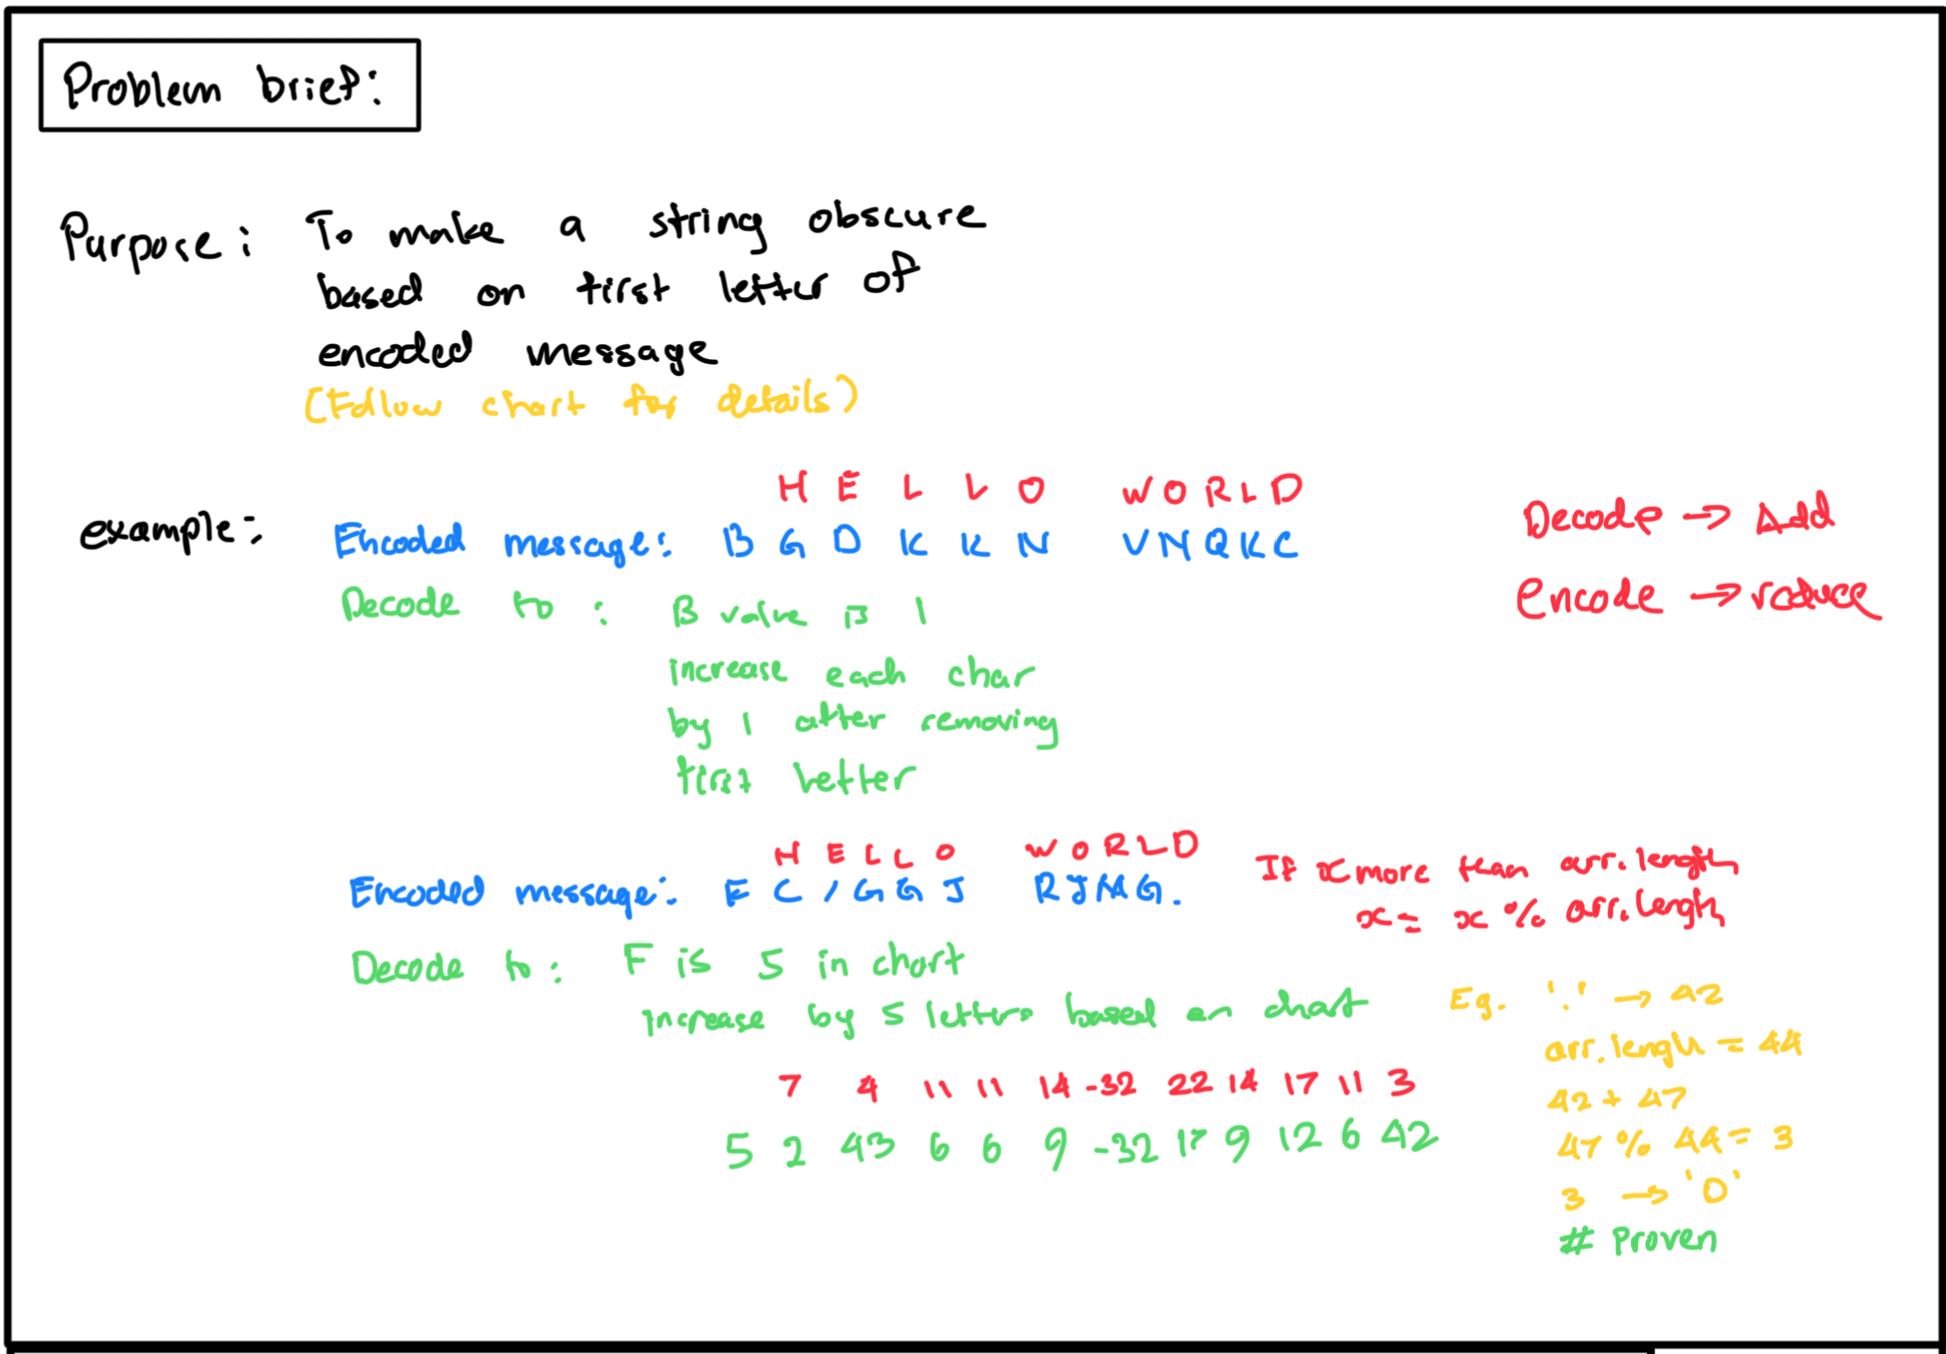 Problem brief:
Purpose: To make a string obscure
based on first letter of
encoded message
(Follow chart for details)
H E L L O W O R L D
example: Encoded message: B G D K K N V N Q K C
Decode to: B value is 1
increase each char
by 1 after removing
first letter
Decode → Add
Encode → reduce
H E L L O W O R L D
Encoded message: F C / G G J R J M G .
Decode to: F is 5 in chart
increase by 5 letters based on chart
7 4 11 11 14 -32 22 14 17 11 3
5 2 43 6 6 9 -32 17 9 12 6 42
If x more than arr.length
x = x % arr.length
Eg. '.' → 42
arr.length = 44
42 + 47
47 % 44 = 3
3 → 'D'
# Proven